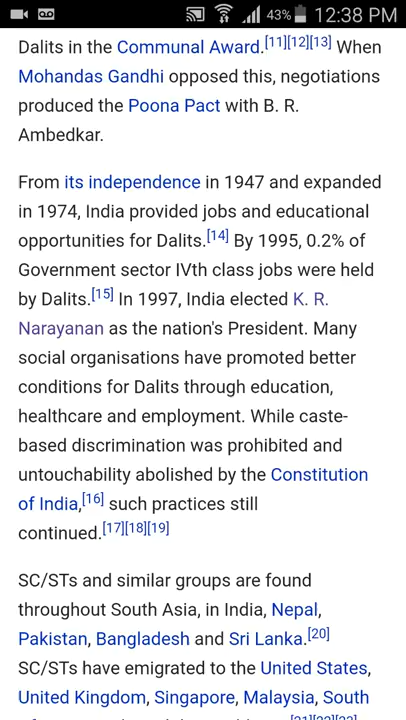 43% 12:38 PM
Dalits in the Communal Award.[11][12][13] When
Mohandas Gandhi opposed this, negotiations
produced the Poona Pact with B. R.
Ambedkar.
From its independence in 1947 and expanded
in 1974, India provided jobs and educational
opportunities for Dalits.[14] By 1995, 0.2% of
Government sector IVth class jobs were held
by Dalits.[15] In 1997, India elected K. R.
Narayanan as the nation's President. Many
social organisations have promoted better
conditions for Dalits through education,
healthcare and employment. While caste-
based discrimination was prohibited and
untouchability abolished by the Constitution
of India,[16] such practices still
continued.[17][18][19]
SC/STs and similar groups are found
throughout South Asia, in India, Nepal,
Pakistan, Bangladesh and Sri Lanka.[20]
SC/STs have emigrated to the United States,
United Kingdom, Singapore, Malaysia, South